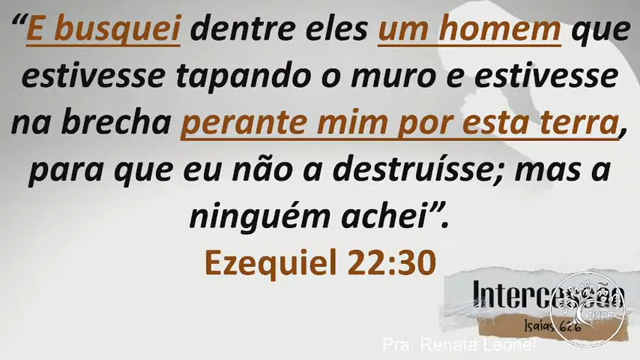 “E busquei dentre eles um homem que
estivesse tapando o muro e estivesse
na brecha perante mim por esta terra,
para que eu não a destruísse; mas a
ninguém achei”.
Ezequiel 22:30
Intercessão
Isaías 62:6
Pra. Renata Leonel